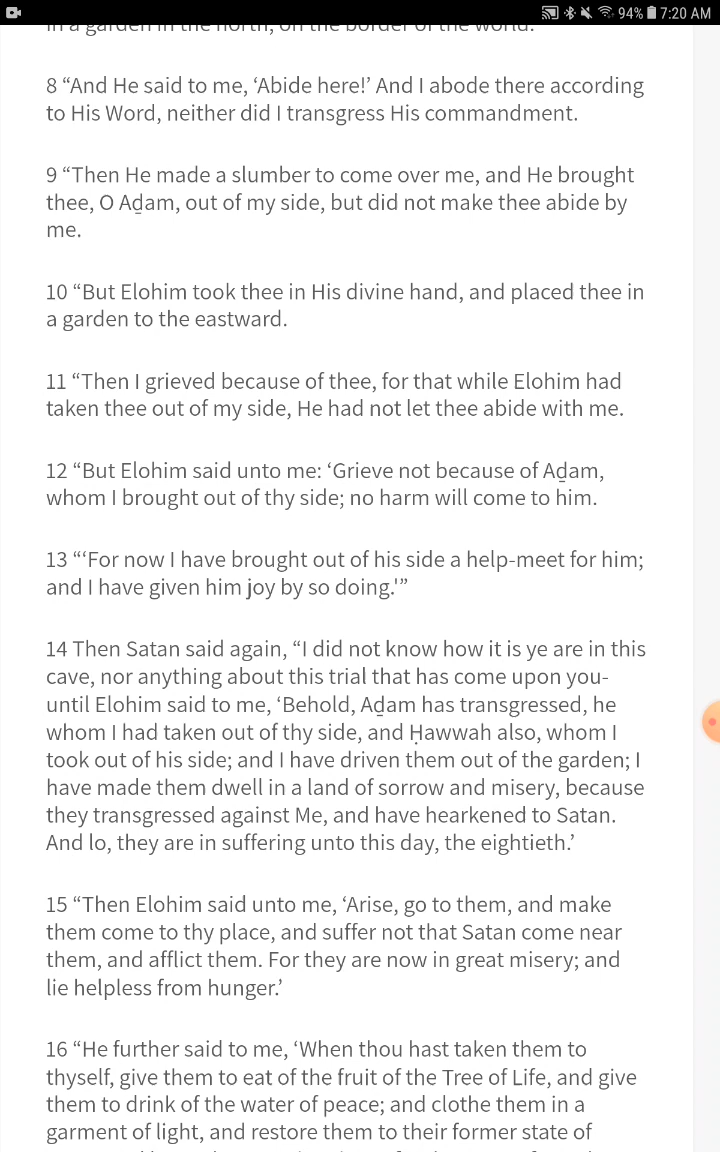 94% 7:20 AM
in a garden in the north, on the border of the world.
8 “And He said to me, ‘Abide here!’ And I abode there according
to His Word, neither did I transgress His commandment.
9 “Then He made a slumber to come over me, and He brought
thee, O Aḏam, out of my side, but did not make thee abide by
me.
10 “But Elohim took thee in His divine hand, and placed thee in
a garden to the eastward.
11 “Then I grieved because of thee, for that while Elohim had
taken thee out of my side, He had not let thee abide with me.
12 “But Elohim said unto me: ‘Grieve not because of Aḏam,
whom I brought out of thy side; no harm will come to him.
13 “‘For now I have brought out of his side a help-meet for him;
and I have given him joy by so doing.'”
14 Then Satan said again, “I did not know how it is ye are in this
cave, nor anything about this trial that has come upon you-
until Elohim said to me, ‘Behold, Aḏam has transgressed, he
whom I had taken out of thy side, and Ḥawwah also, whom I
took out of his side; and I have driven them out of the garden; I
have made them dwell in a land of sorrow and misery, because
they transgressed against Me, and have hearkened to Satan.
And lo, they are in suffering unto this day, the eightieth.’
15 “Then Elohim said unto me, ‘Arise, go to them, and make
them come to thy place, and suffer not that Satan come near
them, and afflict them. For they are now in great misery; and
lie helpless from hunger.’
16 “He further said to me, ‘When thou hast taken them to
thyself, give them to eat of the fruit of the Tree of Life, and give
them to drink of the water of peace; and clothe them in a
garment of light, and restore them to their former state of